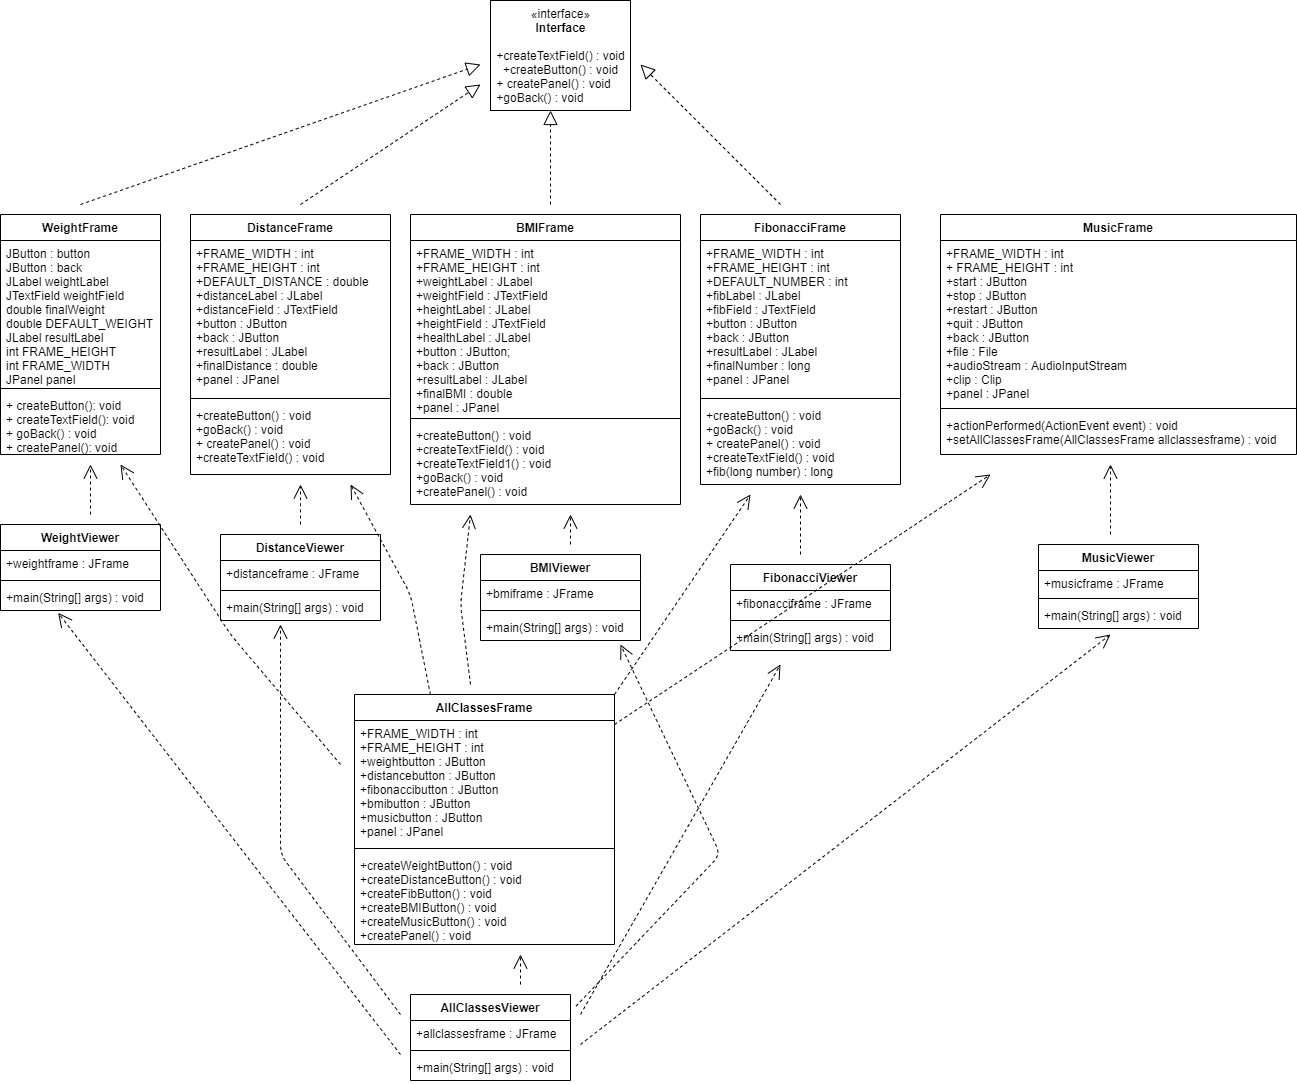 «interface»
Interface
+createTextField() : void
+createButton() : void
+ createPanel() : void
+goBack() : void
WeightFrame
JButton : button
JButton : back
JLabel weightLabel
JTextField weightField
double finalWeight
double DEFAULT_WEIGHT
JLabel resultLabel
int FRAME_HEIGHT
int FRAME_WIDTH
JPanel panel
+ createButton(): void
+ createTextField(): void
+ goBack() : void
+ createPanel(): void
DistanceFrame
+FRAME_WIDTH : int
+FRAME_HEIGHT : int
+DEFAULT_DISTANCE : double
+distanceLabel : JLabel
+distanceField : JTextField
+button : JButton
+back : JButton
+resultLabel : JLabel
+finalDistance : double
+panel : JPanel
+createButton() : void
+goBack() : void
+ createPanel() : void
+createTextField() : void
BMIFrame
+FRAME_WIDTH : int
+FRAME_HEIGHT : int
+weightLabel : JLabel
+weightField : JTextField
+heightLabel : JLabel
+heightField : JTextField
+healthLabel : JLabel
+button : JButton;
+back : JButton
+resultLabel : JLabel
+finalBMI : double
+panel : JPanel
+createButton() : void
+createTextField() : void
+createTextField1() : void
+goBack() : void
+createPanel() : void
FibonacciFrame
+FRAME_WIDTH : int
+FRAME_HEIGHT : int
+DEFAULT_NUMBER : int
+fibLabel : JLabel
+fibField : JTextField
+button : JButton
+back : JButton
+resultLabel : JLabel
+finalNumber : long
+panel : JPanel
+createButton() : void
+goBack() : void
+ createPanel() : void
+createTextField() : void
+fib(long number) : long
MusicFrame
+FRAME_WIDTH : int
+ FRAME_HEIGHT : int
+start : JButton
+stop : JButton
+restart : JButton
+quit : JButton
+back : JButton
+file : File
+audioStream : AudioInputStream
+clip : Clip
+panel : JPanel
+actionPerformed(ActionEvent event) : void
+setAllClassesFrame(AllClassesFrame allclassesframe) : void
WeightViewer
+weightframe : JFrame
+main(String[] args) : void
DistanceViewer
+distanceframe : JFrame
+main(String[] args) : void
BMIViewer
+bmiframe : JFrame
+main(String[] args) : void
FibonacciViewer
+fibonacciframe : JFrame
+main(String[] args) : void
MusicViewer
+musicframe : JFrame
+main(String[] args) : void
AllClassesFrame
+FRAME_WIDTH : int
+FRAME_HEIGHT : int
+weightbutton : JButton
+distancebutton : JButton
+fibonaccibutton : JButton
+bmibutton : JButton
+musicbutton : JButton
+panel : JPanel
+createWeightButton() : void
+createDistanceButton() : void
+createFibButton() : void
+createBMIButton() : void
+createMusicButton() : void
+createPanel() : void
AllClassesViewer
+allclassesframe : JFrame
+main(String[] args) : void